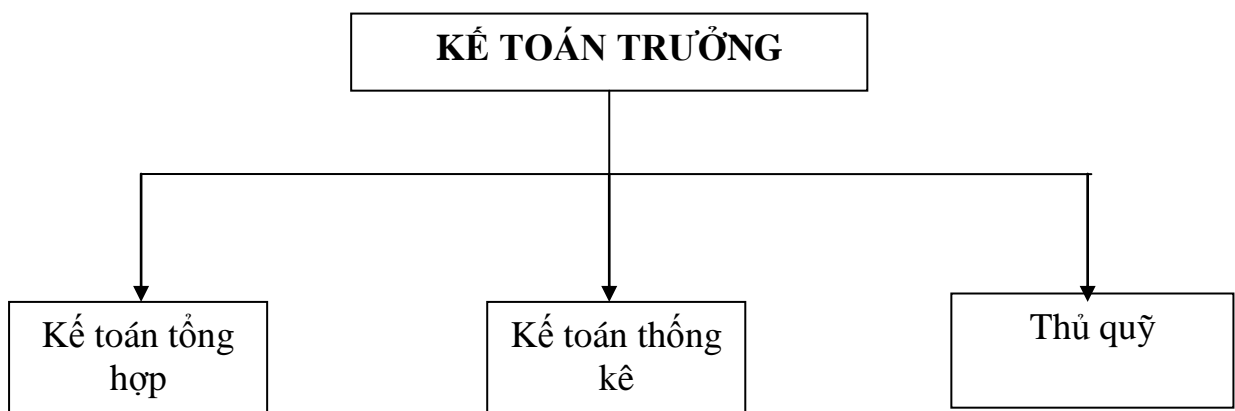 KẾ TOÁN TRƯỞNG
Kế toán tổng
hợp
Kế toán thống
kê
Thủ quỹ